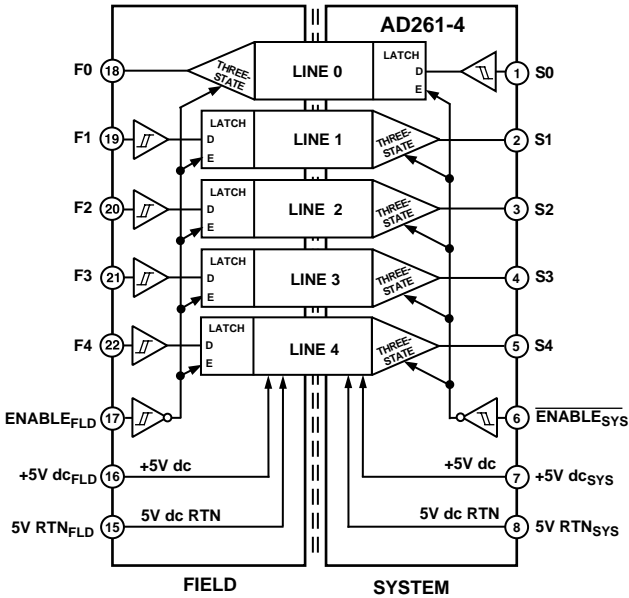 AD261-4
F0 18 THREE-STATE LINE 0 LATCH D E 1 S0
F1 19 LATCH D E LINE 1 THREE-STATE 2 S1
F2 20 LATCH D E LINE 2 THREE-STATE 3 S2
F3 21 LATCH D E LINE 3 THREE-STATE 4 S3
F4 22 LATCH D E LINE 4 THREE-STATE 5 S4
ENABLEFLD 17 6 ENABLESYS
+5V dcFLD 16 +5V dc +5V dc 7 +5V dcSYS
5V RTNFLD 15 5V dc RTN 5V dc RTN 8 5V RTNSYS
FIELD SYSTEM